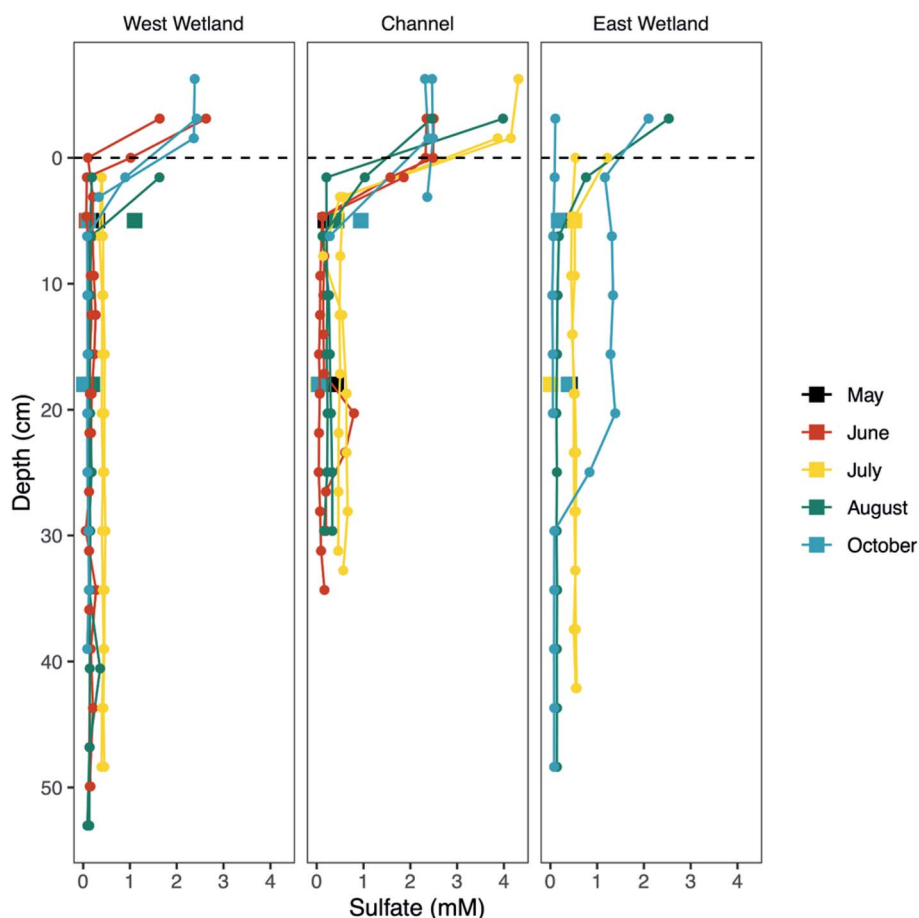 West Wetland
Channel
East Wetland
0
10
20
30
40
50
Depth (cm)
0 1 2 3 4
0 1 2 3 4
0 1 2 3 4
Sulfate (mM)
May
June
July
August
October